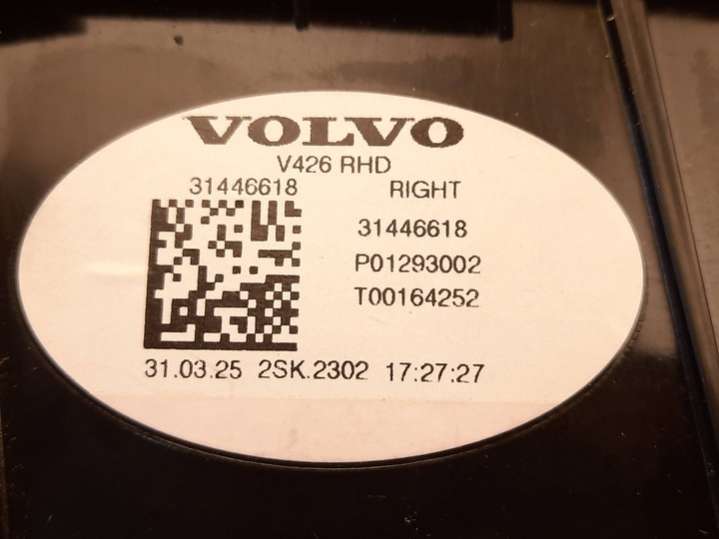 VOLVO
V426 RHD
31446618 RIGHT
31446618
P01293002
T00164252
31.03.25 2SK.2302 17:27:27